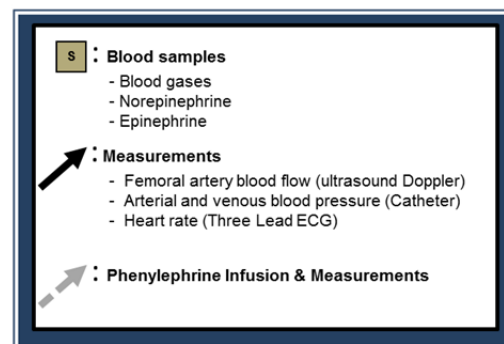 S : Blood samples
- Blood gases
- Norepinephrine
- Epinephrine
: Measurements
- Femoral artery blood flow (ultrasound Doppler)
- Arterial and venous blood pressure (Catheter)
- Heart rate (Three Lead ECG)
: Phenylephrine Infusion & Measurements